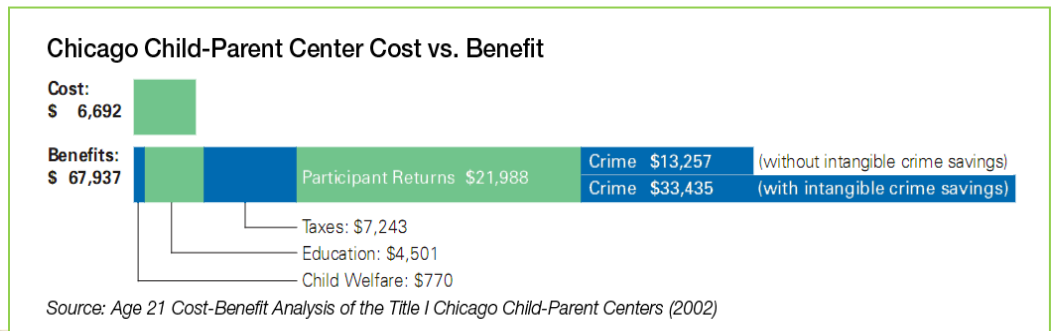 Chicago Child-Parent Center Cost vs. Benefit
Cost:
$ 6,692
Benefits:
$ 67,937
Participant Returns $21,988
Crime $13,257 (without intangible crime savings)
Crime $33,435 (with intangible crime savings)
Taxes: $7,243
Education: $4,501
Child Welfare: $770
Source: Age 21 Cost-Benefit Analysis of the Title I Chicago Child-Parent Centers (2002)